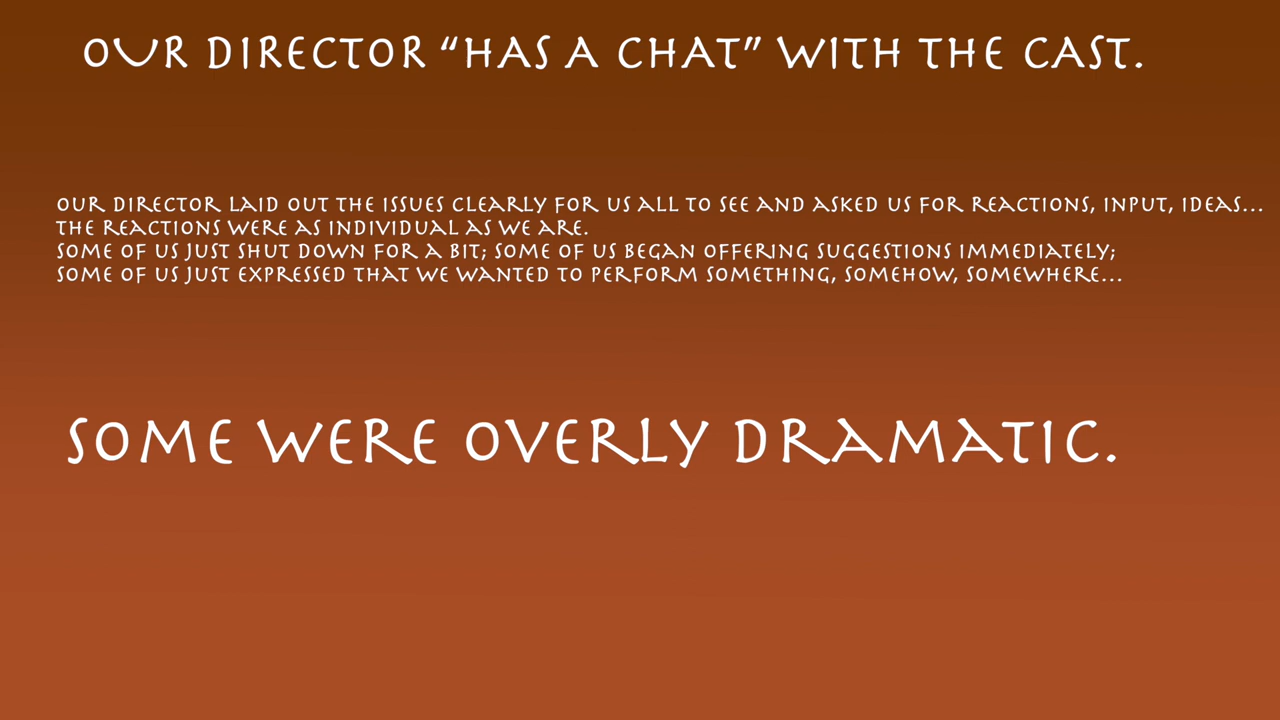 OUR DIRECTOR “HAS A CHAT” WITH THE CAST.
OUR DIRECTOR LAID OUT THE ISSUES CLEARLY FOR US ALL TO SEE AND ASKED US FOR REACTIONS, INPUT, IDEAS...
THE REACTIONS WERE AS INDIVIDUAL AS WE ARE.
SOME OF US JUST SHUT DOWN FOR A BIT; SOME OF US BEGAN OFFERING SUGGESTIONS IMMEDIATELY;
SOME OF US JUST EXPRESSED THAT WE WANTED TO PERFORM SOMETHING, SOMEHOW, SOMEWHERE...
SOME WERE OVERLY DRAMATIC.